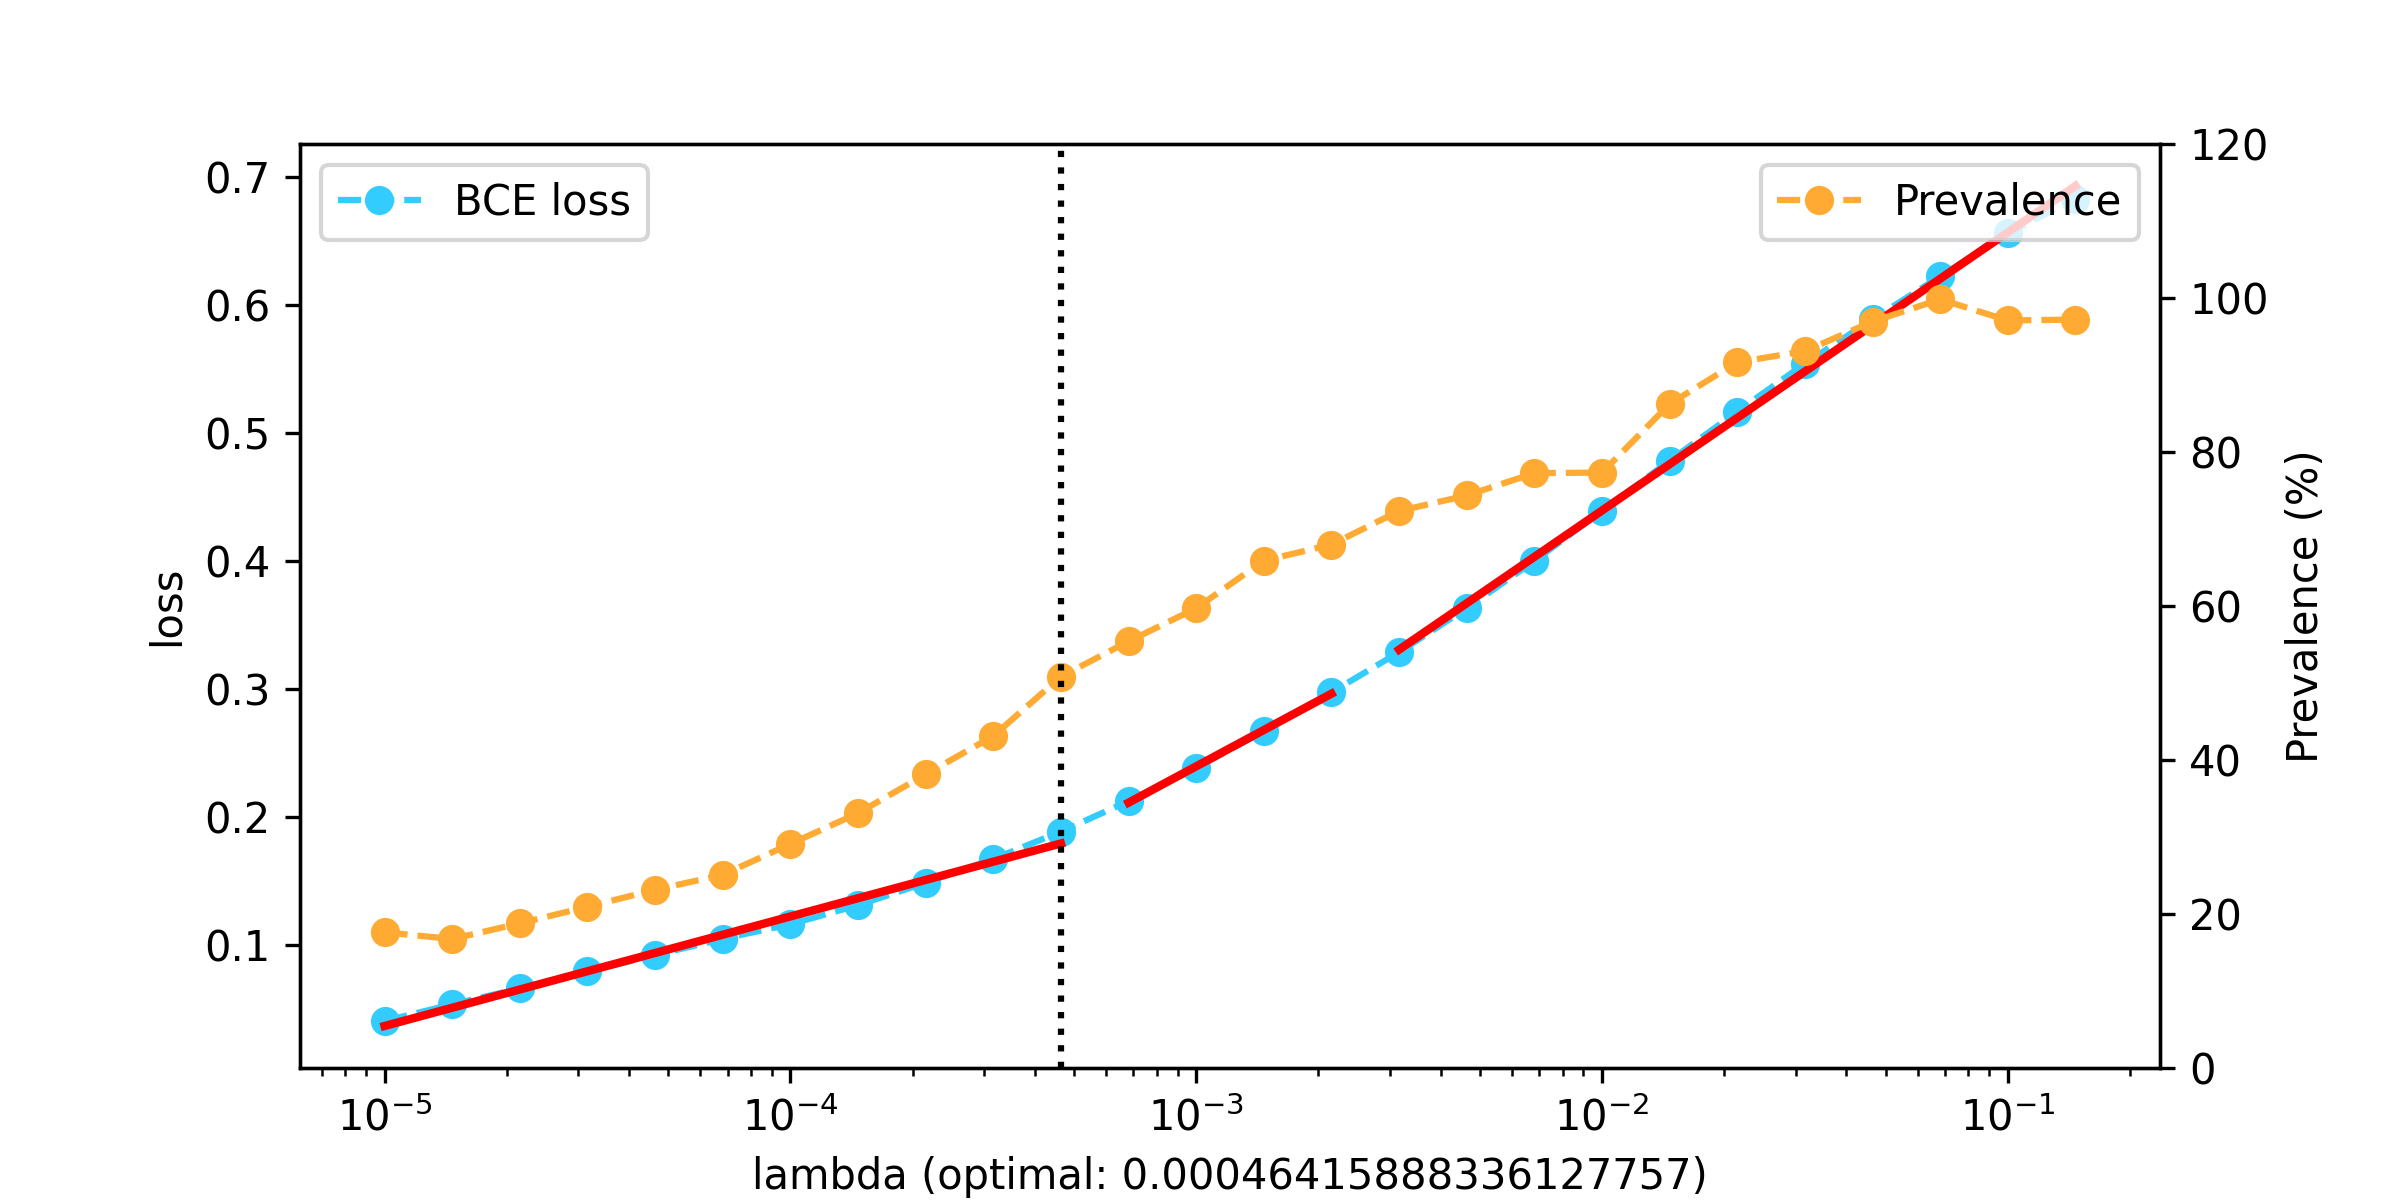 BCE loss
Prevalence
0.7
0.6
0.5
0.4
0.3
0.2
0.1
loss
120
100
80
60
40
20
0
Prevalence (%)
10⁻⁵ 10⁻⁴ 10⁻³ 10⁻² 10⁻¹
lambda (optimal: 0.00046415888336127757)